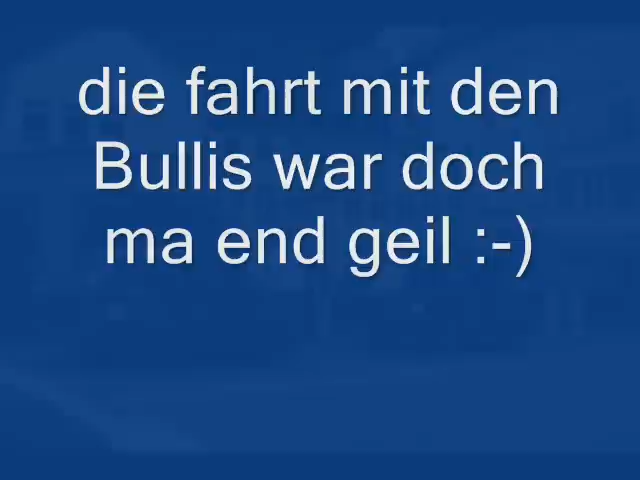 die fahrt mit den
Bullis war doch
ma end geil :-)